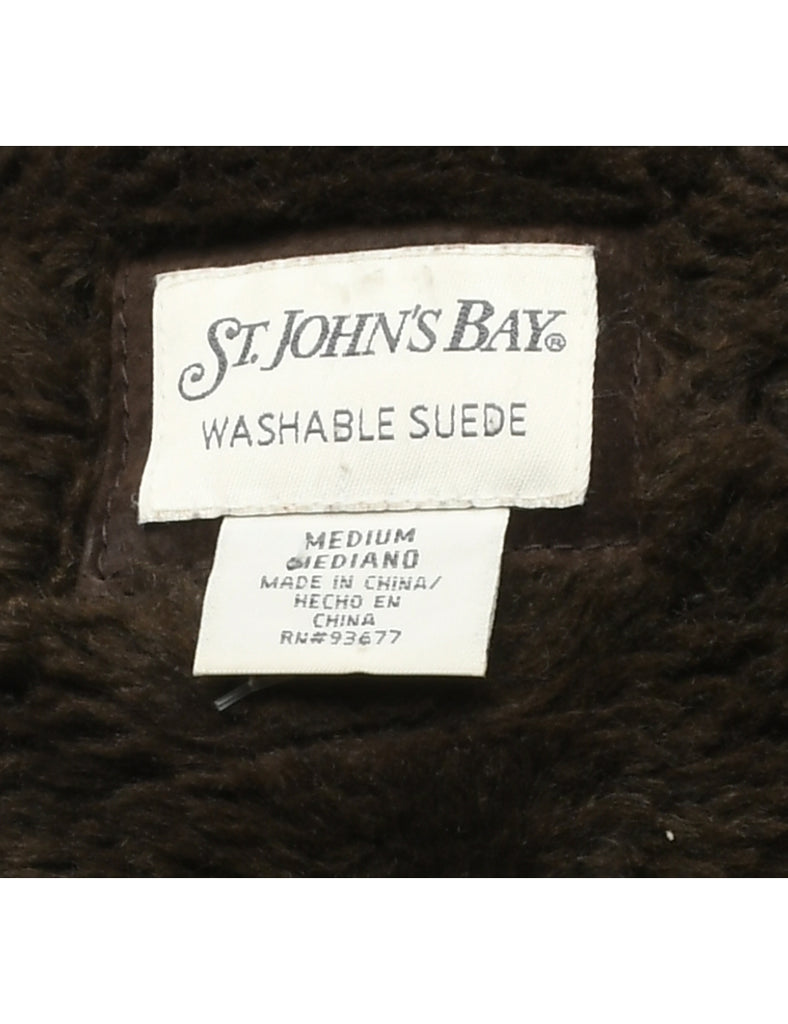 ST. JOHN'S BAY®
WASHABLE SUEDE
MEDIUM
MEDIANO
MADE IN CHINA/
HECHO EN
CHINA
RN#93677